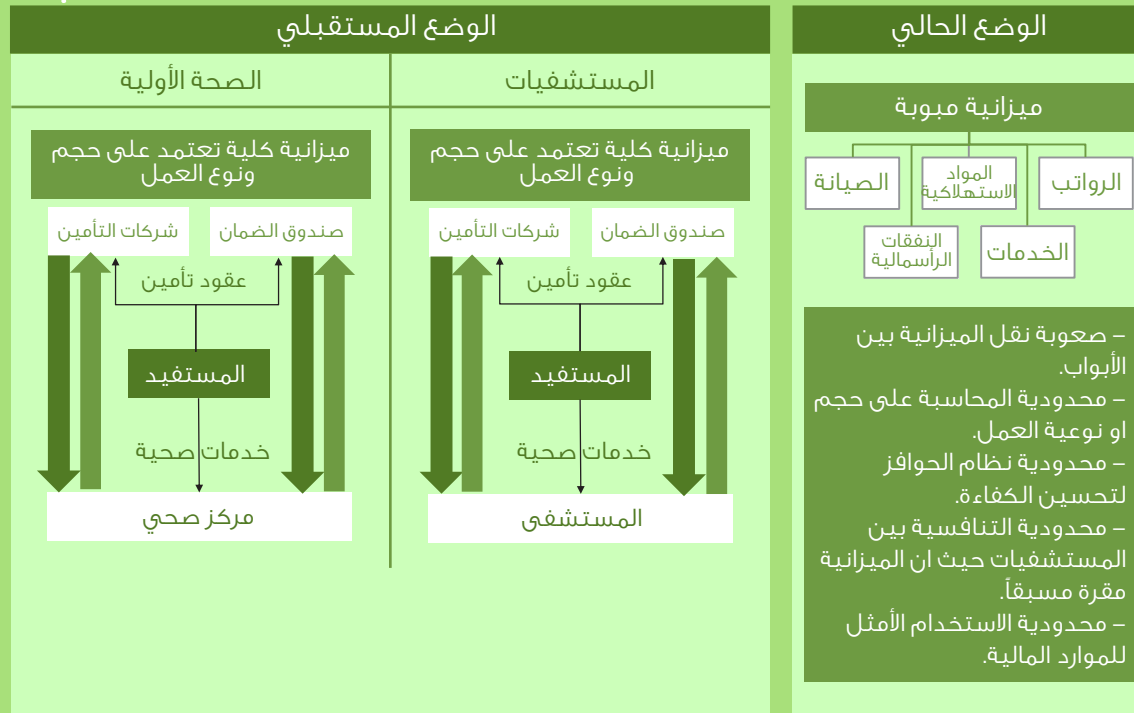 الوضع الحالي
ميزانية مبوبة
الرواتب
المواد
الاستهلاكية
الصيانة
الخدمات
النفقات
الرأسمالية
– صعوبة نقل الميزانية بين
الأبواب.
– محدودية المحاسبة على حجم
او نوعية العمل.
– محدودية نظام الحوافز
لتحسين الكفاءة.
– محدودية التنافسية بين
المستشفيات حيث ان الميزانية
مقرة مسبقاً.
– محدودية الاستخدام الأمثل
للموارد المالية.
الوضع المستقبلي
المستشفيات
ميزانية كلية تعتمد على حجم
ونوع العمل
صندوق الضمان
شركات التأمين
عقود تأمين
المستفيد
خدمات صحية
المستشفى
الصحة الأولية
ميزانية كلية تعتمد على حجم
ونوع العمل
صندوق الضمان
شركات التأمين
عقود تأمين
المستفيد
خدمات صحية
مركز صحي